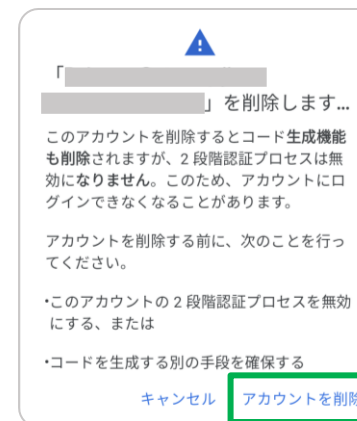 「
」を削除します...
このアカウントを削除するとコード生成機能
も削除されますが、2 段階認証プロセスは無
効になりません。このため、アカウントにロ
グインできなくなることがあります。
アカウントを削除する前に、次のことを行っ
てください。
・このアカウントの 2 段階認証プロセスを無効
にする、または
・コードを生成する別の手段を確保する
キャンセル アカウントを削除